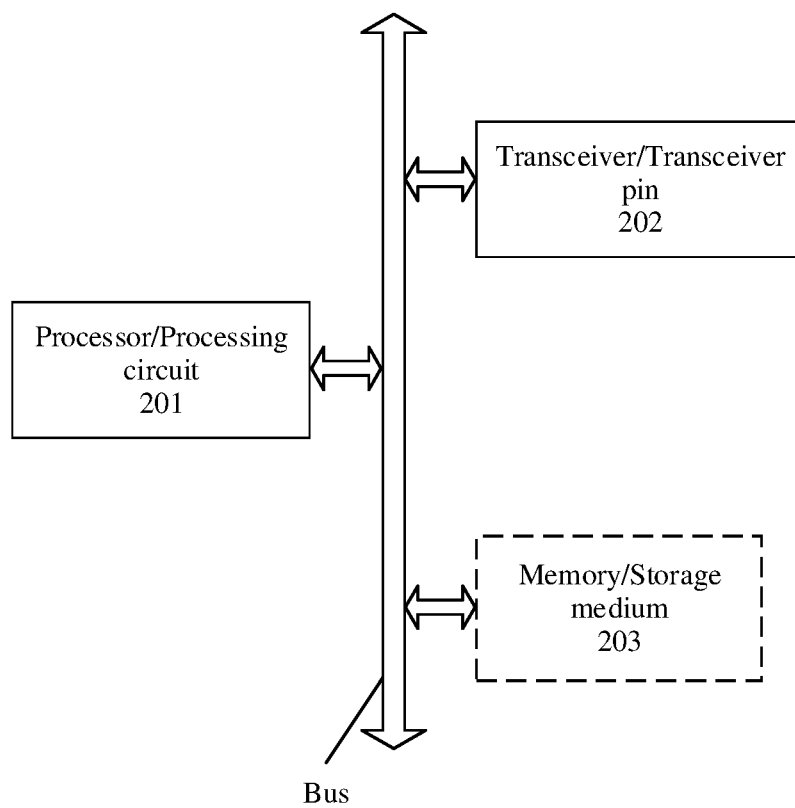 Transceiver/Transceiver
pin
202
Processor/Processing
circuit
201
Memory/Storage
medium
203
Bus